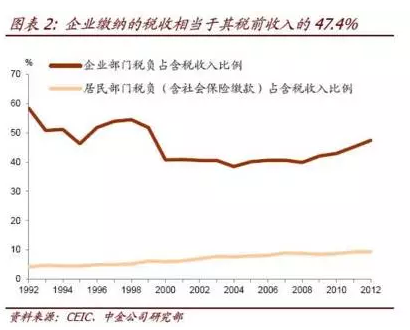 图表 2：企业缴纳的税收相当于其税前收入的 47.4%
%
企业部门税负占含税收入比例
居民部门税负（含社会保险缴款）占含税收入比例
70
60
50
40
30
20
10
0
1992 1994 1996 1998 2000 2002 2004 2006 2008 2010 2012
资料来源：CEIC、中金公司研究部